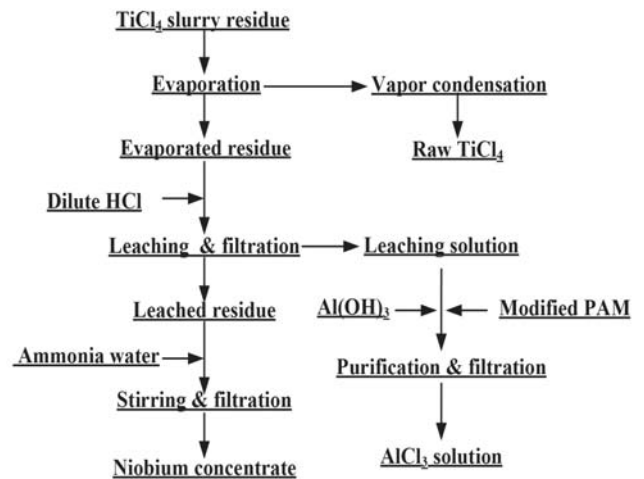 TiCl4 slurry residue
Evaporation
Vapor condensation
Evaporated residue
Raw TiCl4
Dilute HCl
Leaching & filtration
Leaching solution
Leached residue
Al(OH)3
Modified PAM
Ammonia water
Purification & filtration
Stirring & filtration
AlCl3 solution
Niobium concentrate